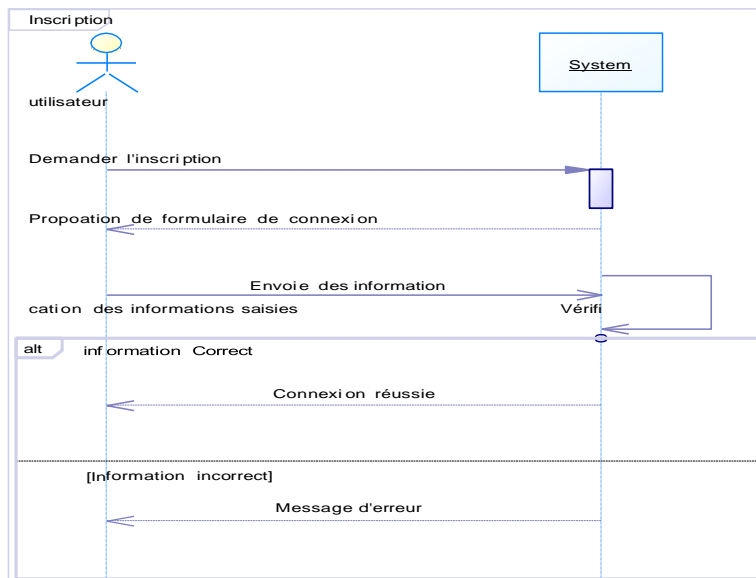 Inscription
System
utilisateur
Demander l'inscription
Propoation de formulaire de connexion
Envoie des information
cation des informations saisies Vérifi
alt information Correct
Connexion réussie
[Information incorrect]
Message d'erreur